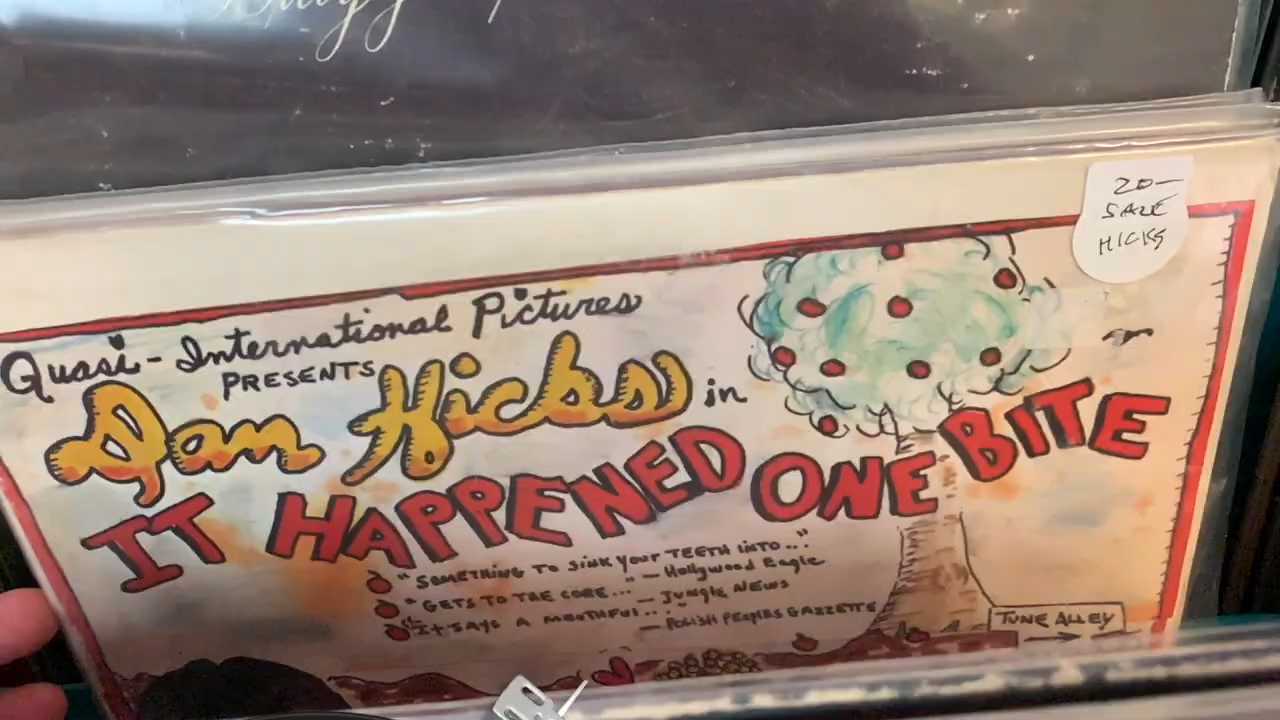 20—
SALE
HICKS
Quasi-International Pictures
PRESENTS
Dan Hicks in
IT HAPPENED ONE BITE
"SOMETHING TO SINK YOUR TEETH INTO..." — Hollywood Eagle
"GETS TO THE CORE..." — JUNGLE NEWS
"IT SAYS A MOUTHFUL..."
— POLISH PEOPLES GAZZETTE
TUNE ALLEY